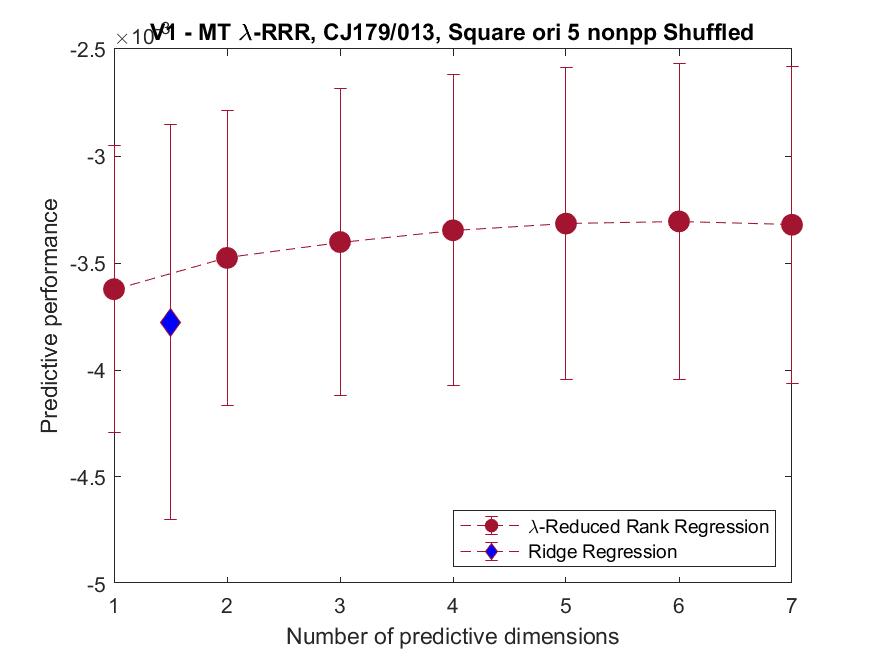 V1 - MT λ-RRR, CJ179/013, Square ori 5 nonpp Shuffled
×10
-2.5
-3
-3.5
-4
-4.5
-5
Predictive performance
1 2 3 4 5 6 7
Number of predictive dimensions
λ-Reduced Rank Regression
Ridge Regression